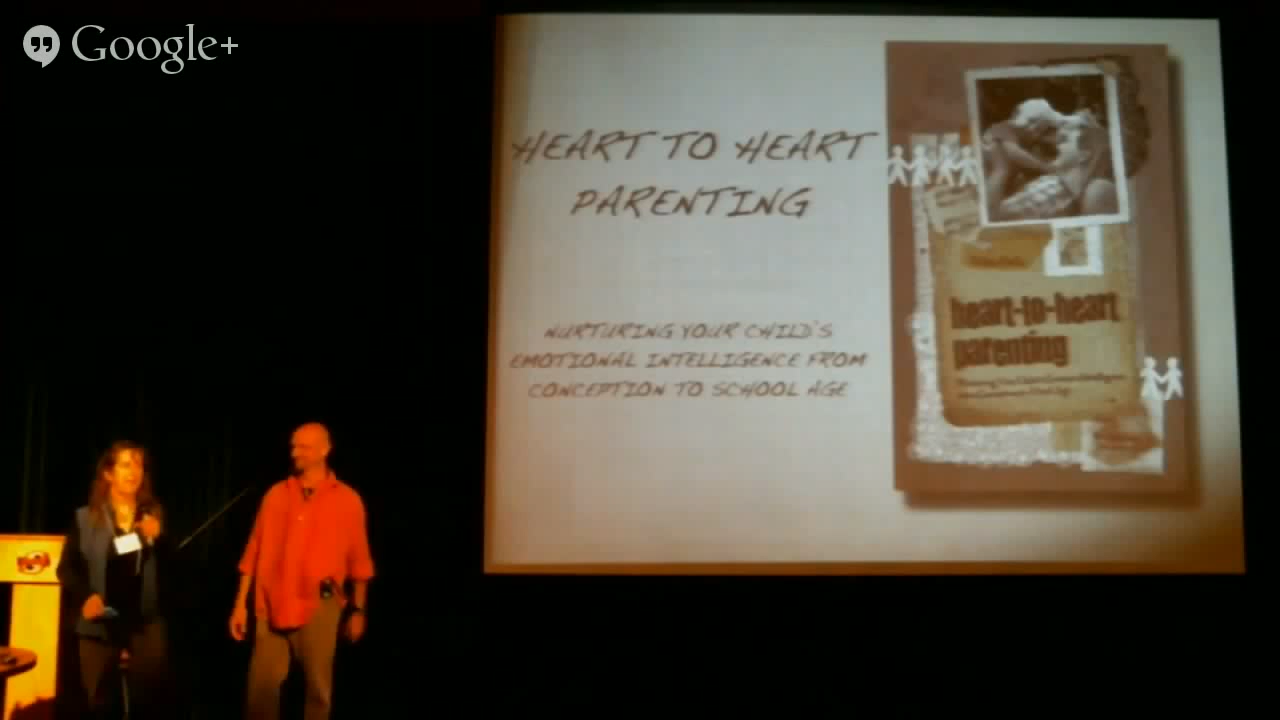 Google+
HEART TO HEART
PARENTING
NURTURING YOUR CHILD'S
EMOTIONAL INTELLIGENCE FROM
CONCEPTION TO SCHOOL AGE
heart-to-heart
parenting